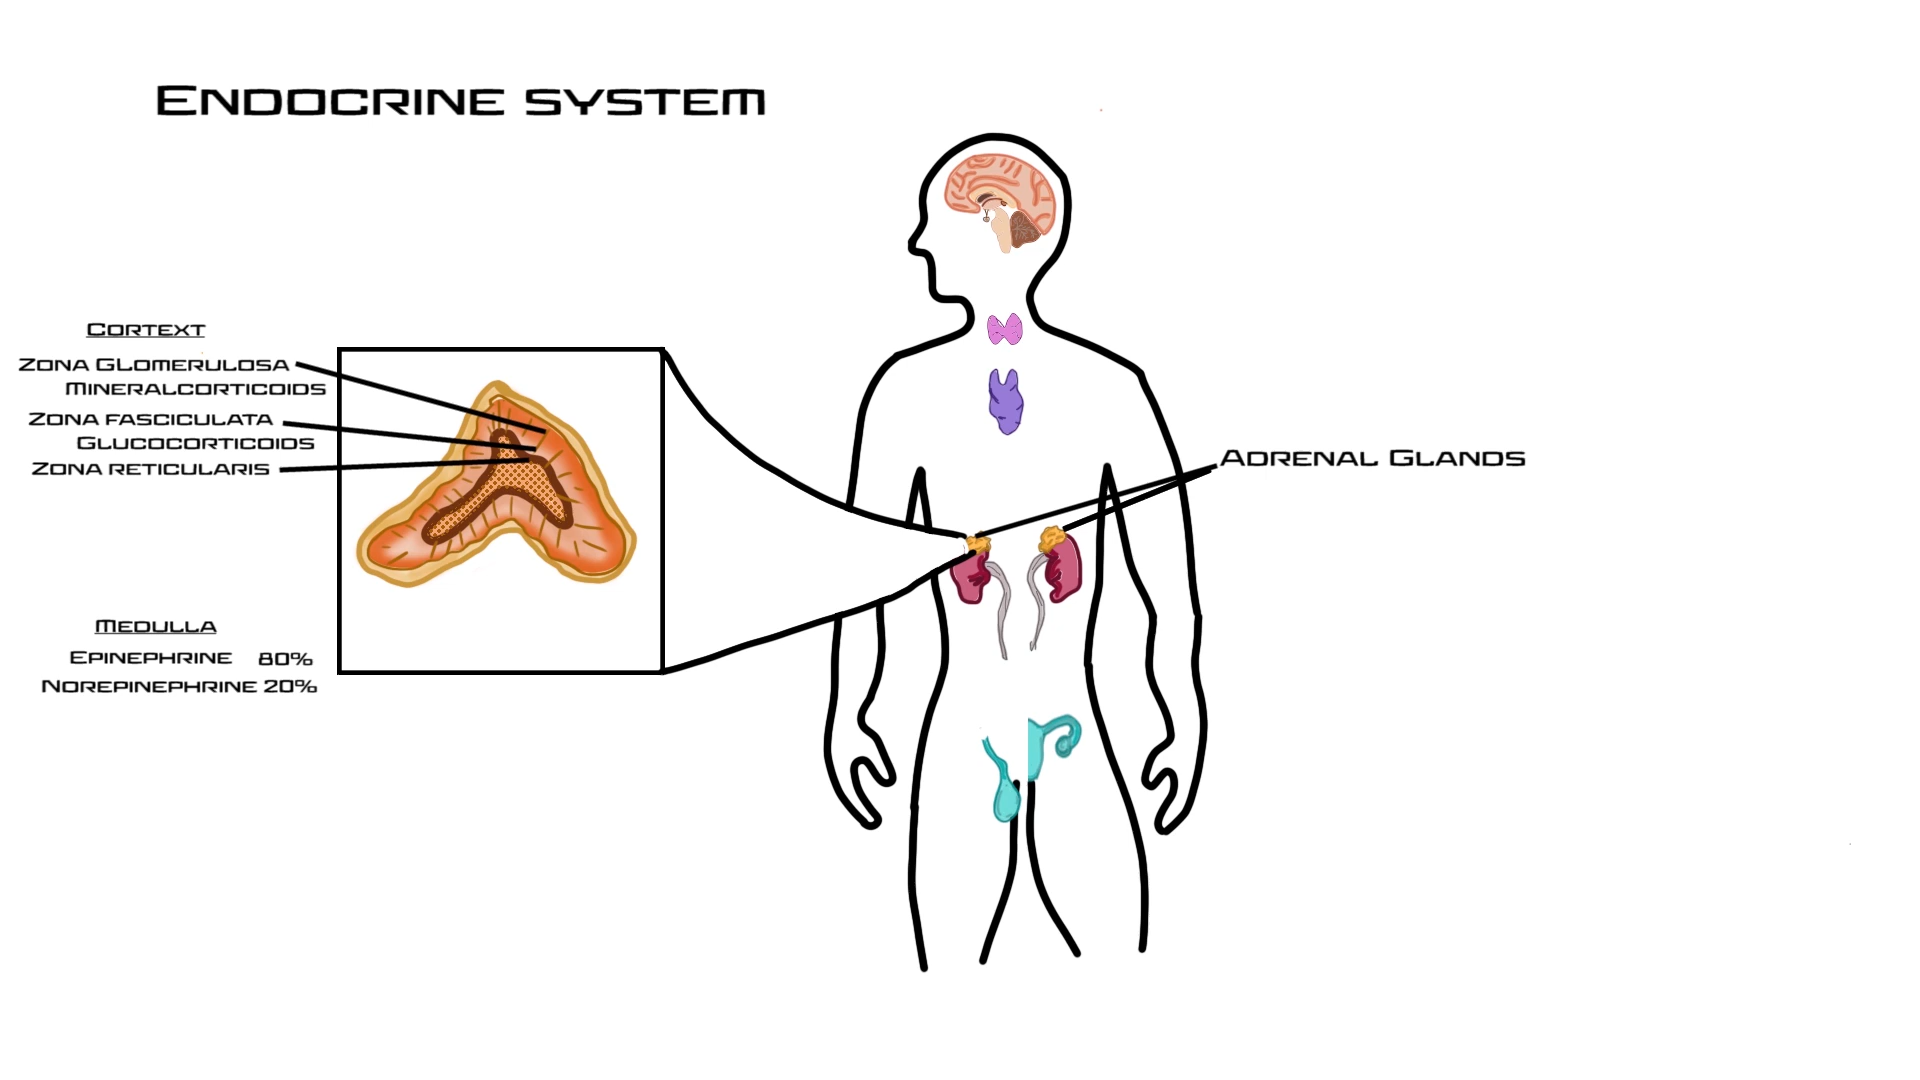 Endocrine system
Cortext
Zona Glomerulosa
Mineralcorticoids
Zona fasciculata
Glucocorticoids
Zona reticularis
Adrenal Glands
Medulla
Epinephrine 80%
Norepinephrine 20%